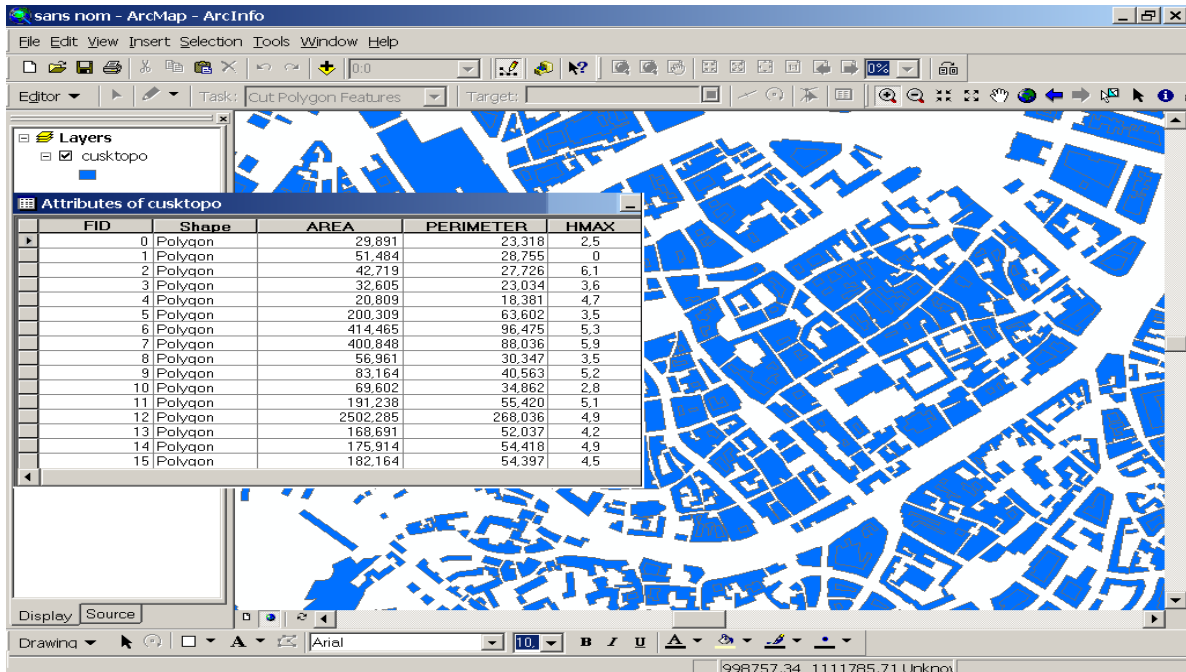 sans nom - ArcMap - ArcInfo
File Edit View Insert Selection Tools Window Help
0:0
0%
Editor Task: Cut Polygon Features Target:
Layers
cusktopo
Attributes of cusktopo
FID Shape AREA PERIMETER HMAX
0 Polygon 29,891 23,318 2,5
1 Polygon 51,484 28,755 0
2 Polygon 42,719 27,726 6,1
3 Polygon 32,605 23,034 3,6
4 Polygon 20,809 18,381 4,7
5 Polygon 200,309 63,602 3,5
6 Polygon 414,465 96,475 5,3
7 Polygon 400,848 88,036 5,9
8 Polygon 56,961 30,347 3,5
9 Polygon 83,164 40,563 5,2
10 Polygon 69,602 34,862 2,8
11 Polygon 191,238 55,420 5,1
12 Polygon 2502,285 268,036 4,9
13 Polygon 168,691 52,037 4,2
14 Polygon 175,914 54,418 4,9
15 Polygon 182,164 54,397 4,5
Display Source
Drawing A Arial 10, B I U A
998757,34 1111785,71 Unknov